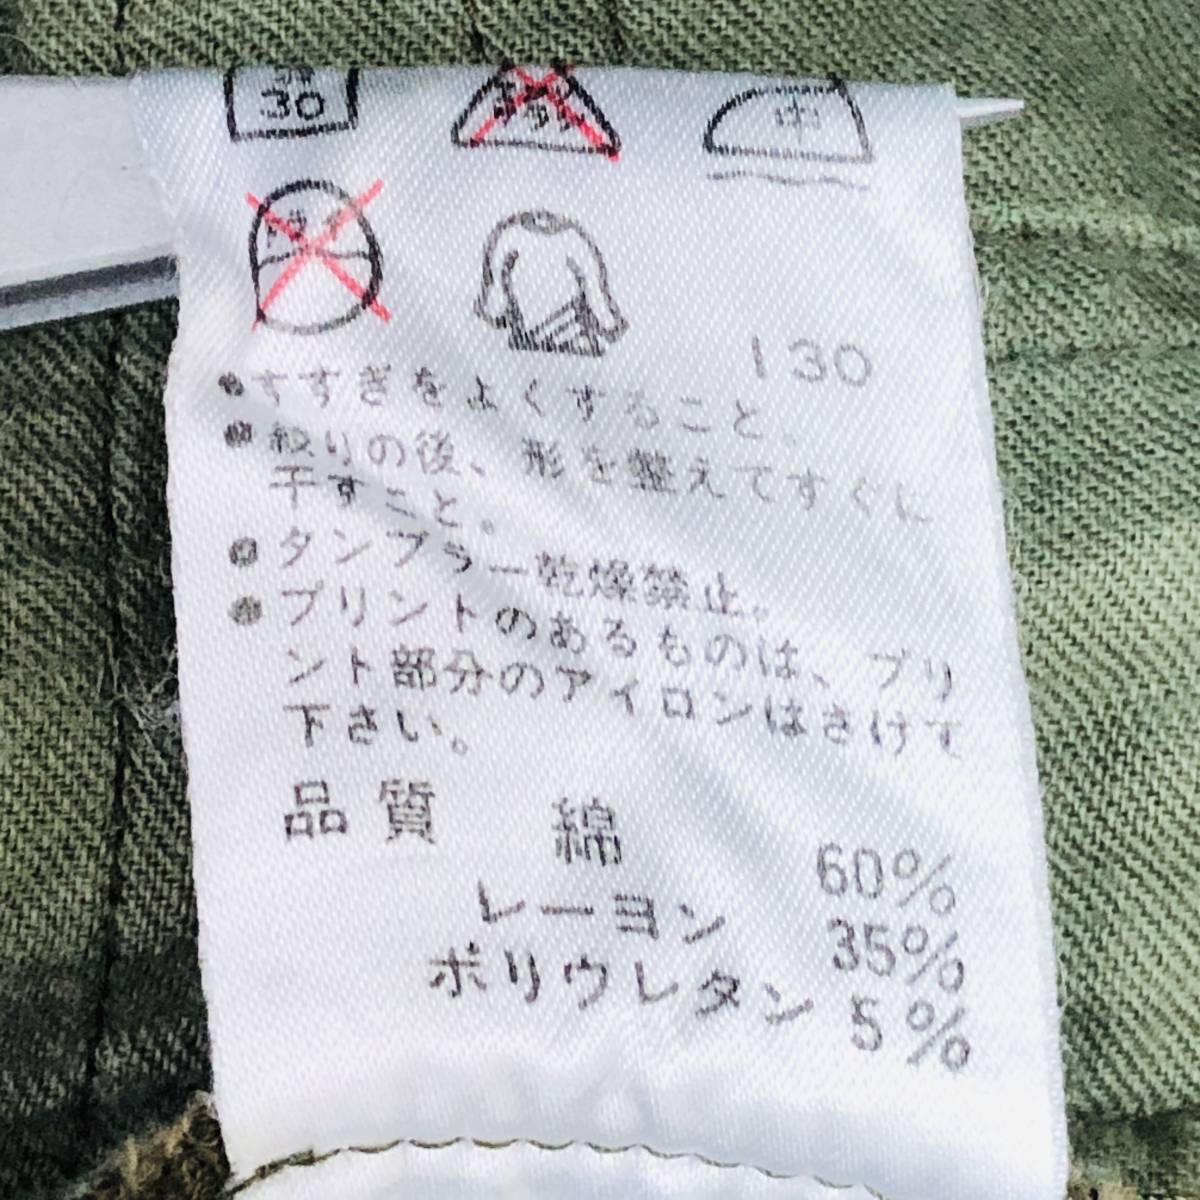 30
中
ドライ
130
●すすぎをよくすること。
●絞りの後、形を整えてすぐに
干すこと。
●タンブラー乾燥禁止。
●プリントのあるものは、プリ
ント部分のアイロンはさけて
下さい。
品質 綿 60%
レーヨン 35%
ポリウレタン 5%